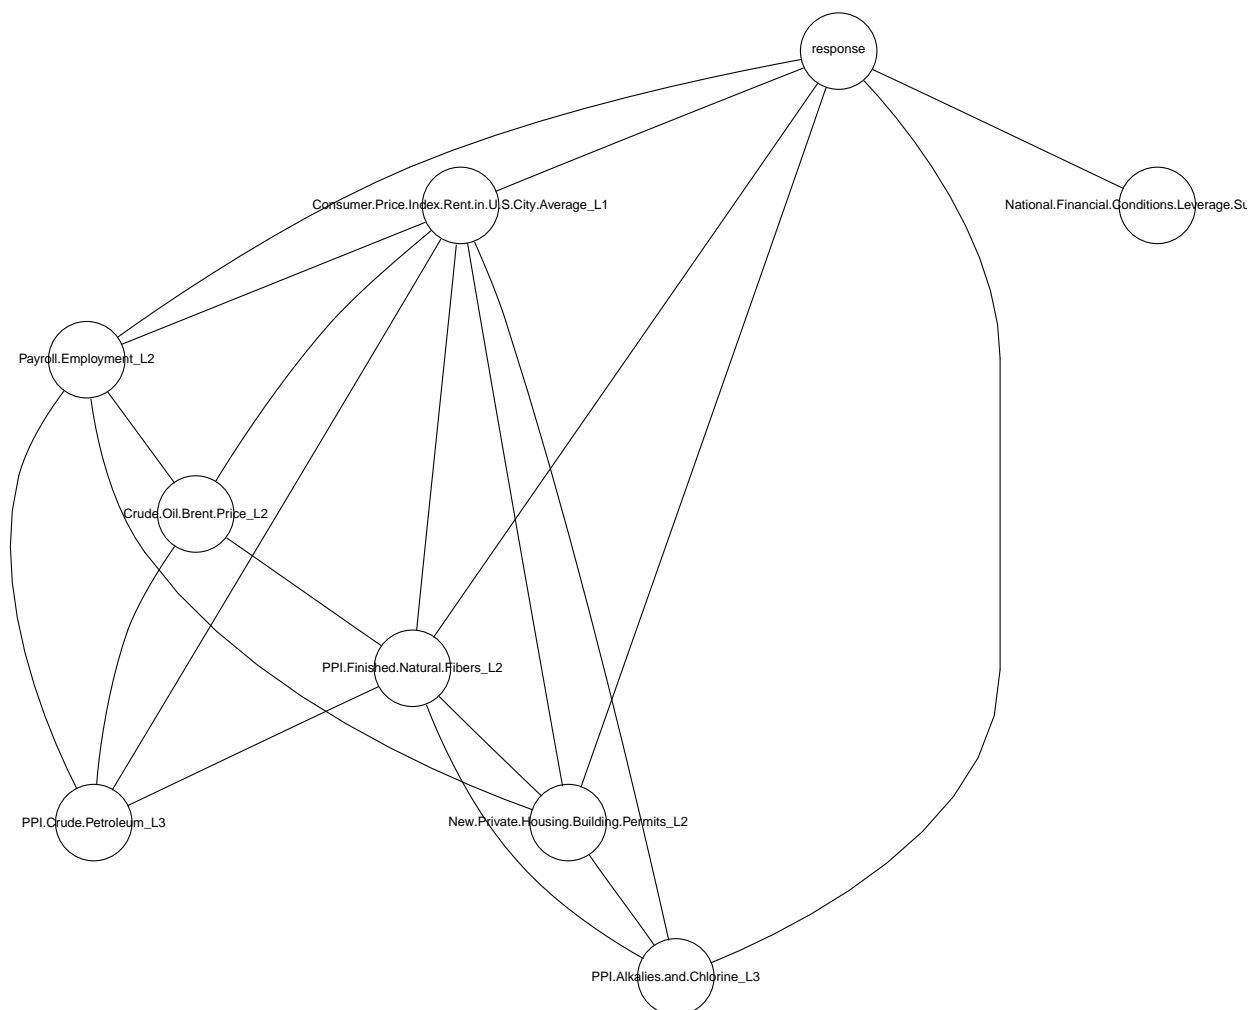 response
Consumer.Price.Index.Rent.in.U.S.City.Average_L1
National.Financial.Conditions.Leverage.Su
Payroll.Employment_L2
Crude.Oil.Brent.Price_L2
PPI.Finished.Natural.Fibers_L2
PPI.Crude.Petroleum_L3
New.Private.Housing.Building.Permits_L2
PPI.Alkalies.and.Chlorine_L3